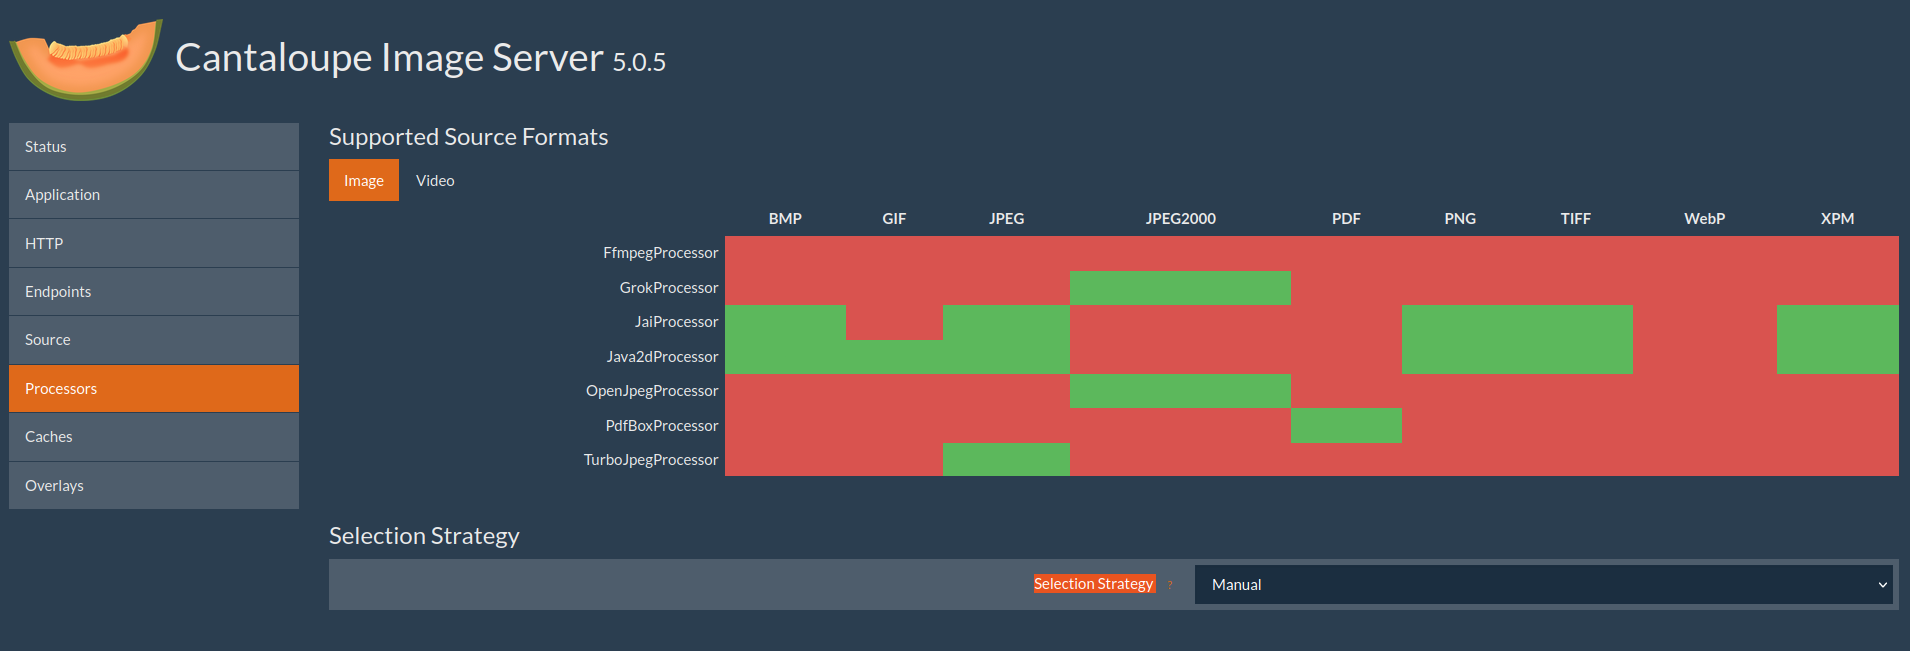 Cantaloupe Image Server 5.0.5
Status
Application
HTTP
Endpoints
Source
Processors
Caches
Overlays
Supported Source Formats
Image Video
BMP GIF JPEG JPEG2000 PDF PNG TIFF WebP XPM
FfmpegProcessor
GrokProcessor
JaiProcessor
Java2dProcessor
OpenJpegProcessor
PdfBoxProcessor
TurboJpegProcessor
Selection Strategy
Selection Strategy ? Manual